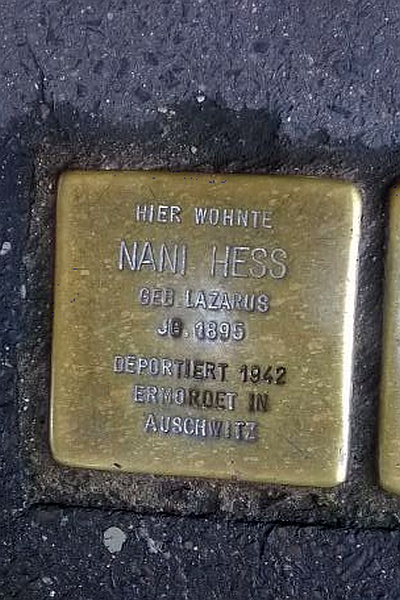 HIER WOHNTE
NANI HESS
GEB. LAZARUS
JG. 1895
DEPORTIERT 1942
ERMORDET IN
AUSCHWITZ